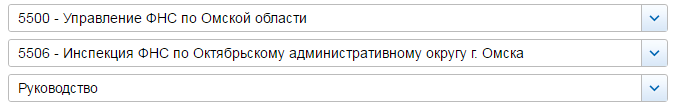 5500 - Управление ФНС по Омской области
5506 - Инспекция ФНС по Октябрьскому административному округу г. Омска
Руководство